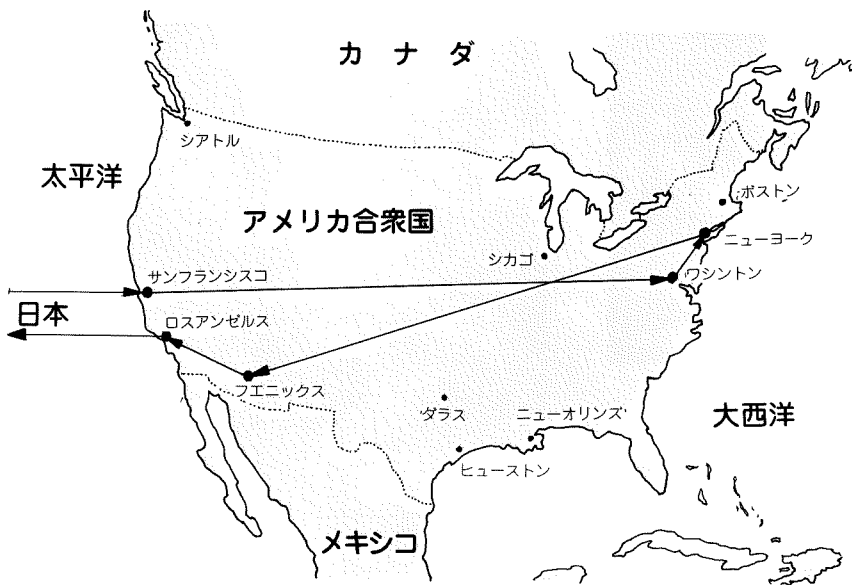 カナダ
シアトル
太平洋
ボストン
アメリカ合衆国
ニューヨーク
シカゴ
サンフランシスコ
ワシントン
日本
ロスアンゼルス
フエニックス
ダラス
ニューオリンズ
大西洋
ヒューストン
メキシコ